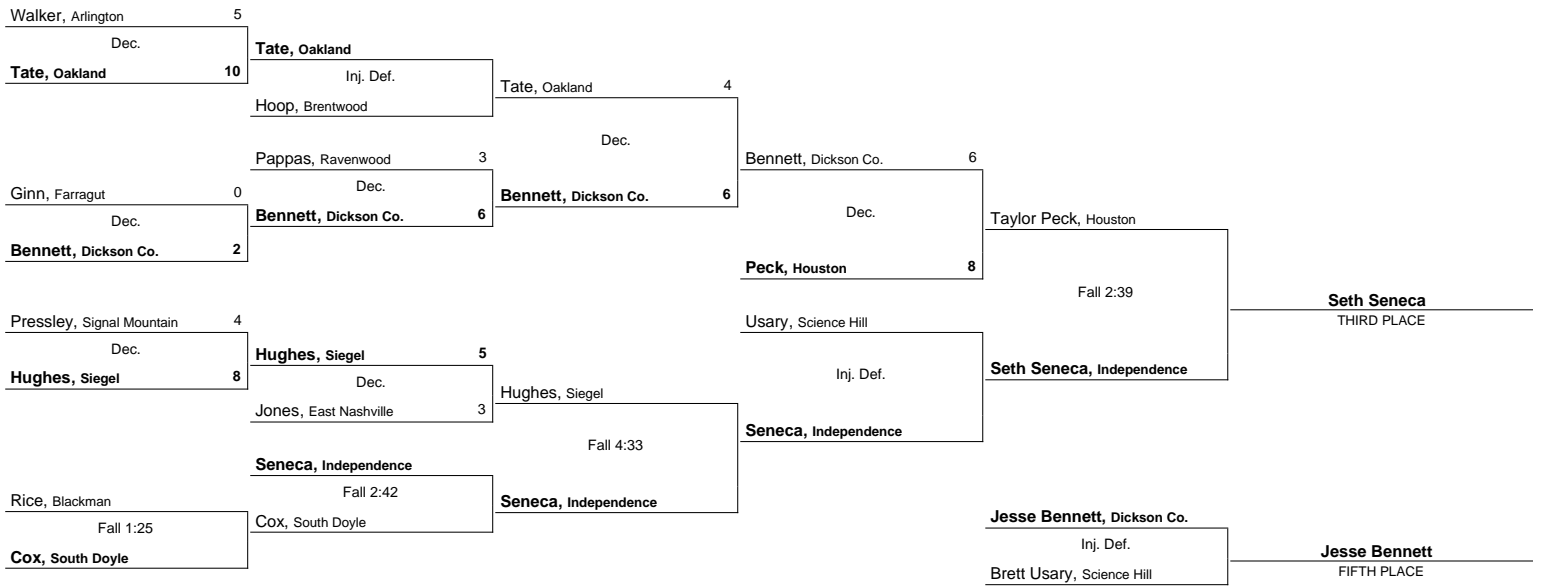 Walker, Arlington 5
Dec.
Tate, Oakland 10
Tate, Oakland
Inj. Def.
Hoop, Brentwood
Tate, Oakland 4
Dec.
Bennett, Dickson Co. 6
Pappas, Ravenwood 3
Dec.
Bennett, Dickson Co. 6
Ginn, Farragut 0
Dec.
Bennett, Dickson Co. 2
Bennett, Dickson Co. 6
Dec.
Peck, Houston 8
Taylor Peck, Houston
Fall 2:39
Seth Seneca, Independence
Seth Seneca
THIRD PLACE
Pressley, Signal Mountain 4
Dec.
Hughes, Siegel 8
Hughes, Siegel 5
Dec.
Jones, East Nashville 3
Hughes, Siegel
Fall 4:33
Seneca, Independence
Usary, Science Hill
Inj. Def.
Seneca, Independence
Seneca, Independence
Fall 2:42
Cox, South Doyle
Rice, Blackman
Fall 1:25
Cox, South Doyle
Jesse Bennett, Dickson Co.
Inj. Def.
Brett Usary, Science Hill
Jesse Bennett
FIFTH PLACE